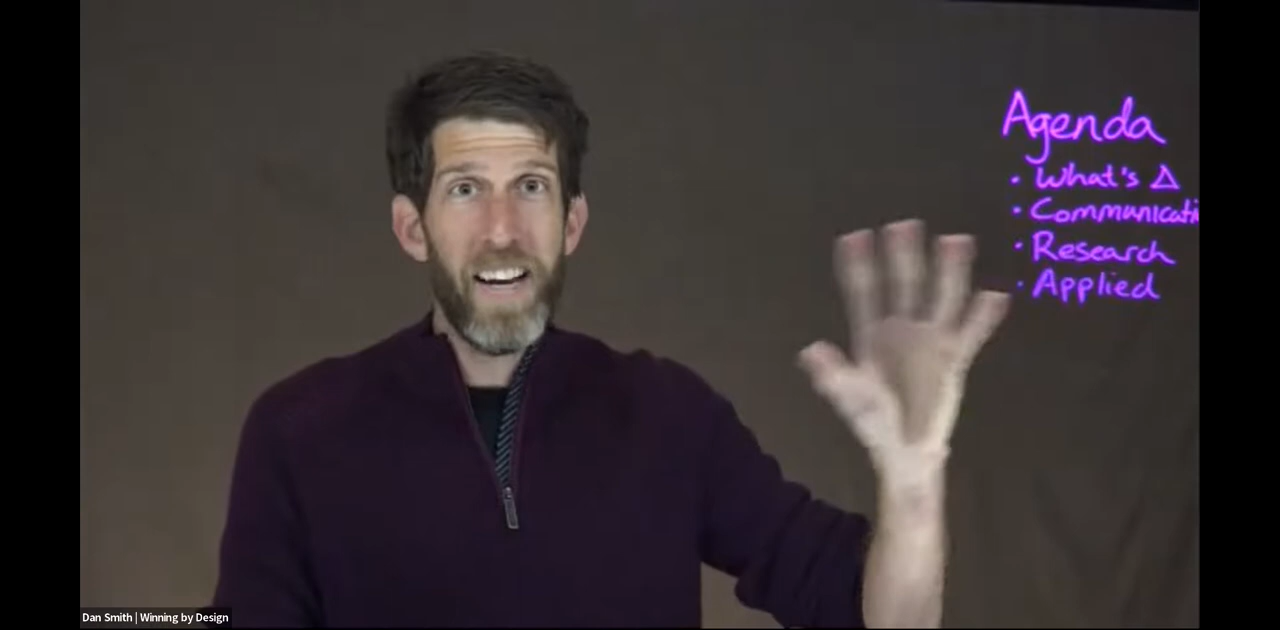 Agenda
• What's Δ
• Communicati
• Research
• Applied
Dan Smith | Winning by Design